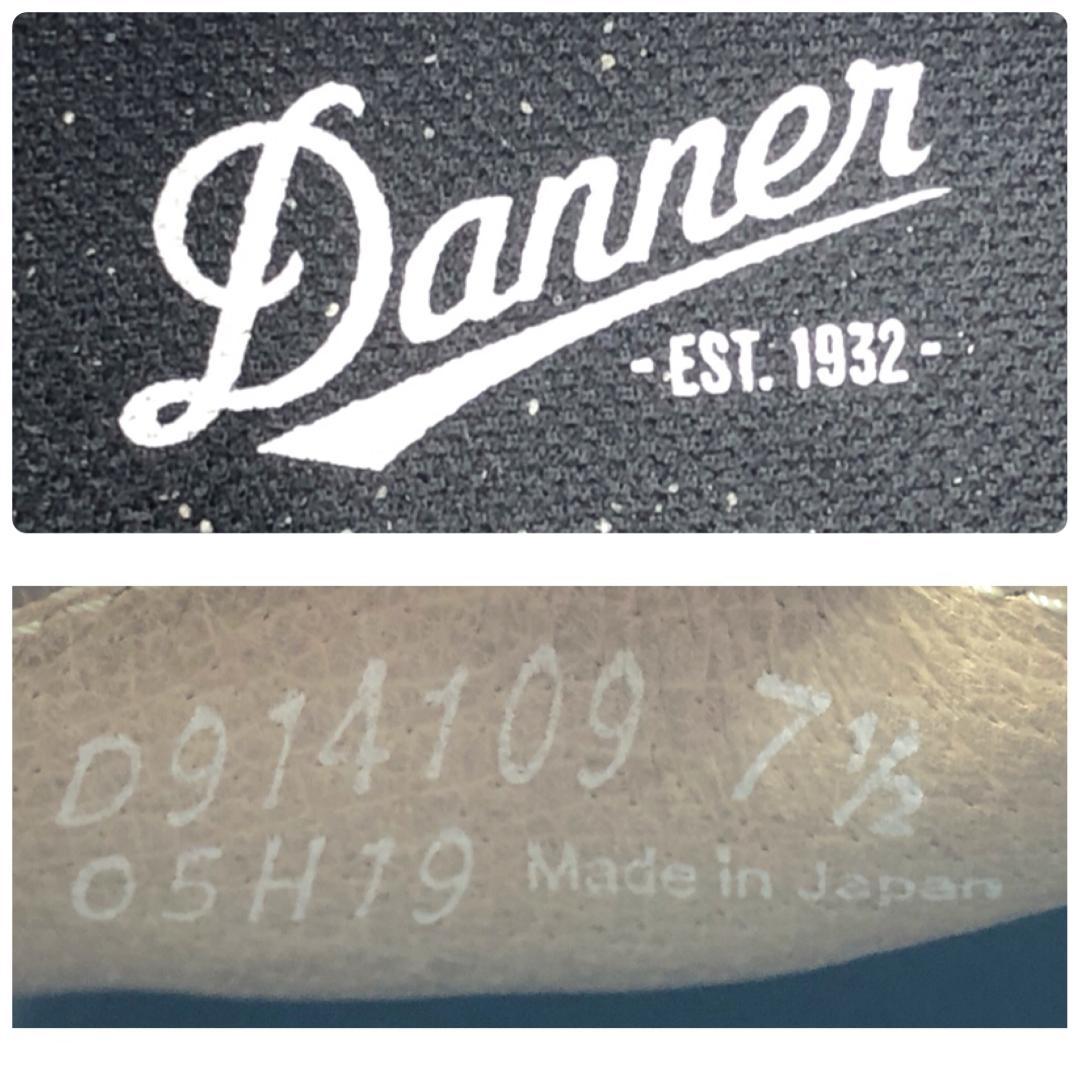 Danner
- EST. 1932 -
D914109 7½
05H19 Made in Japan